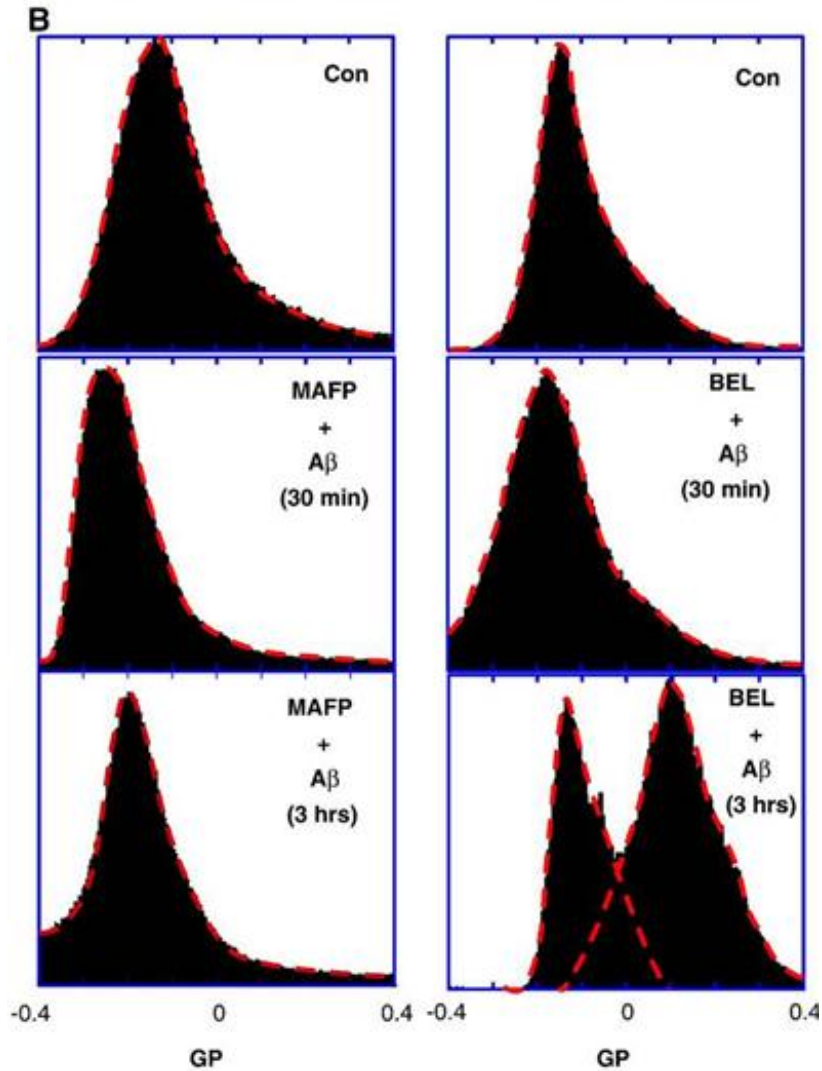 B
Con
Con
MAFP
+
Aβ
(30 min)
BEL
+
Aβ
(30 min)
MAFP
+
Aβ
(3 hrs)
BEL
+
Aβ
(3 hrs)
-0.4
0
0.4
-0.4
0
0.4
GP
GP